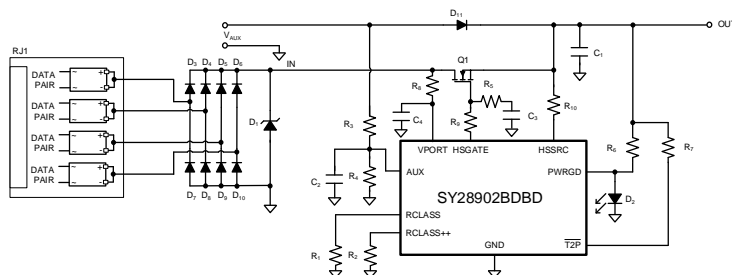 D11
OU
VAUX
RJ1
Q1
C1
D3 D4 D5 D6
IN
DATA
PAIR
~ +
~ -
R8
R5
DATA
PAIR
~ +
~ -
C4
C3
R10
D1
R3
R9
DATA
PAIR
~ +
~ -
R6
R7
VPORT HSGATE HSSRC
DATA
PAIR
~ +
~ -
AUX
PWRGD
C2
R4
D7 D8 D9 D10
SY28902BDBD
D2
RCLASS
RCLASS++
GND
T2P
R1
R2